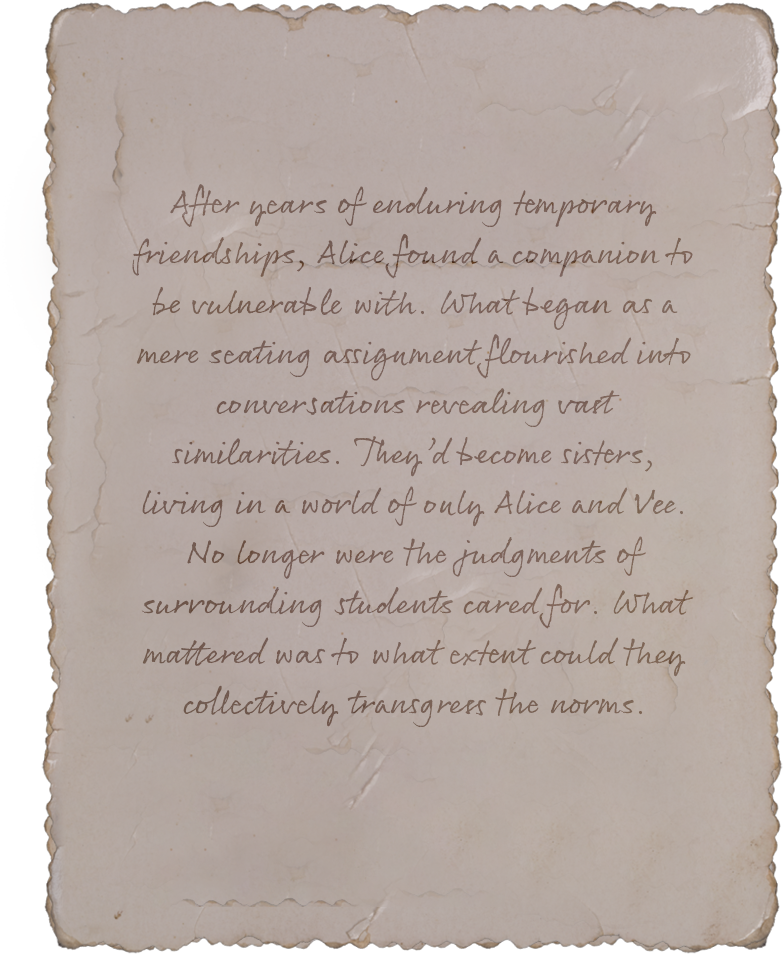 After years of enduring temporary
friendships, Alice found a companion to
be vulnerable with. What began as a
mere seating assignment flourished into
conversations revealing vast
similarities. They'd become sisters,
living in a world of only Alice and Vee.
No longer were the judgments of
surrounding students cared for. What
mattered was to what extent could they
collectively transgress the norms.